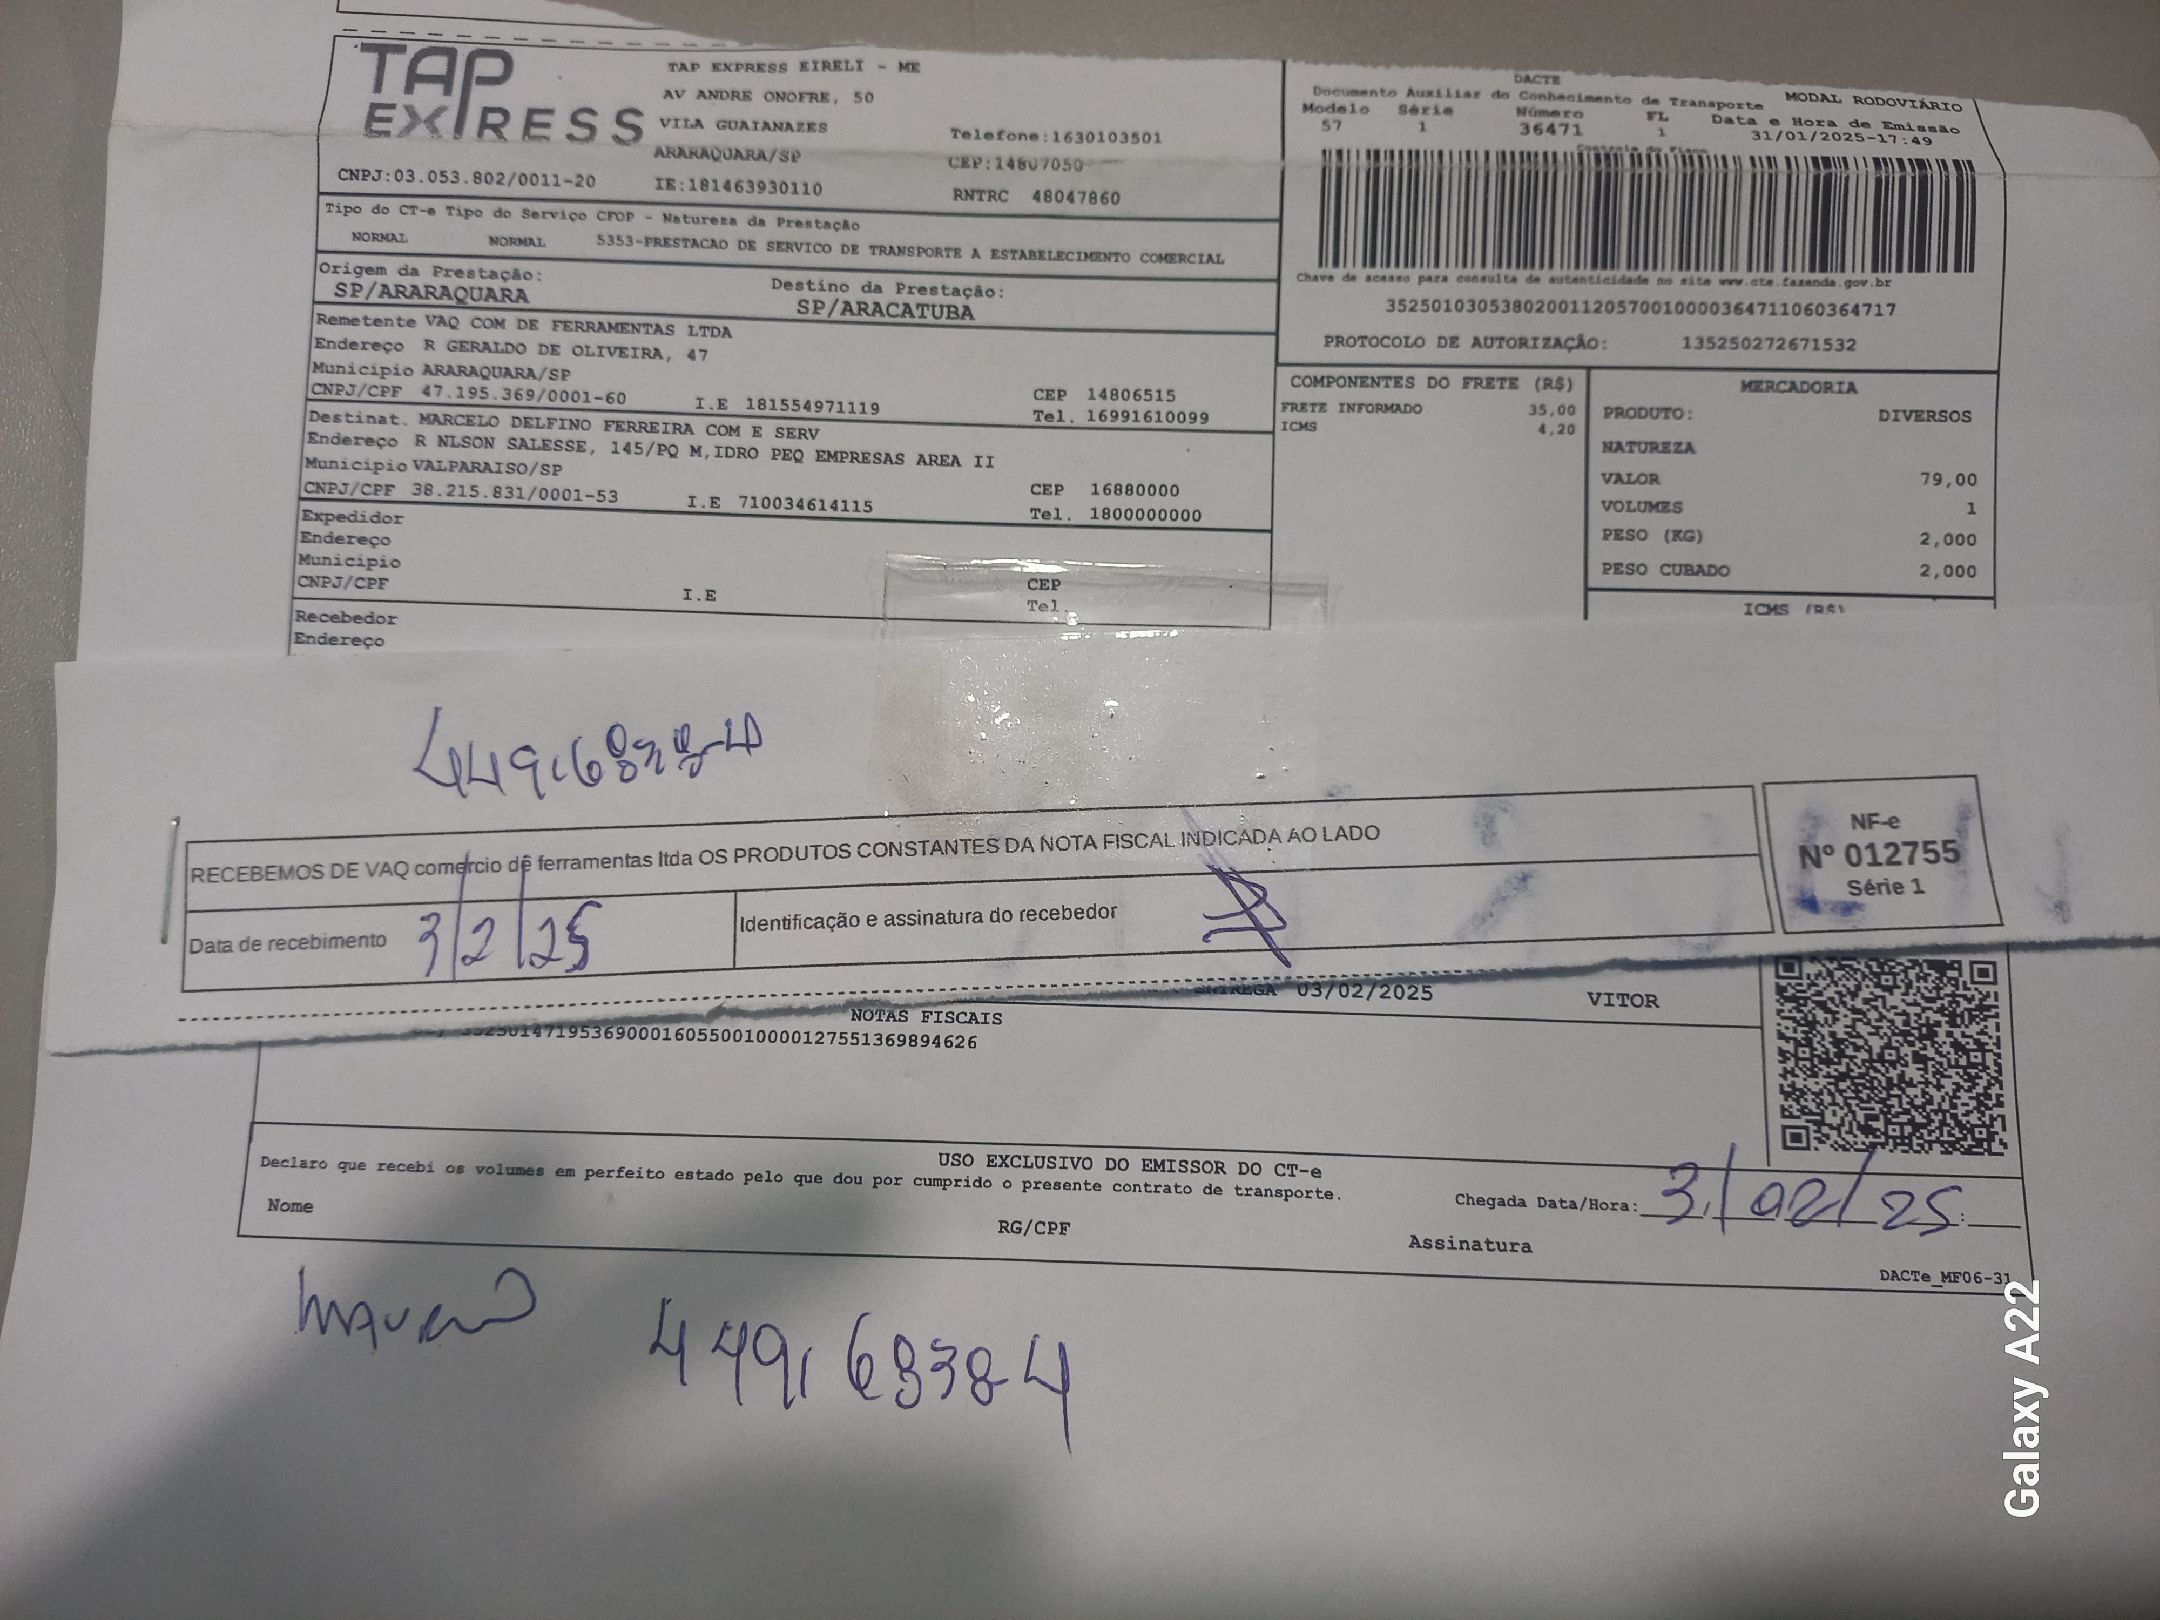 TAP EXPRESS
TAP EXPRESS EIRELI - ME
AV ANDRE ONOFRE, 50
VILA GUAIANAZES
Telefone:1630103501
ARARAQUARA/SP
CEP:14807050
CNPJ:03.053.802/0011-20
IE:181463930110
RNTRC 48047860
DACTE
Documento Auxiliar do Conhecimento de Transporte MODAL RODOVIÁRIO
Modelo Série Número FL Data e Hora de Emissão
57 1 36471 1 31/01/2025-17:49
Controle do Fisco
Chave de acesso para consulta de autenticidade no site www.cte.fazenda.gov.br
35250103053802001120570010000364711060364717
PROTOCOLO DE AUTORIZAÇÃO: 135250272671532
Tipo do CT-e Tipo do Serviço CFOP - Natureza da Prestação
NORMAL NORMAL 5353-PRESTACAO DE SERVICO DE TRANSPORTE A ESTABELECIMENTO COMERCIAL
Origem da Prestação: Destino da Prestação:
SP/ARARAQUARA SP/ARACATUBA
Remetente VAQ COM DE FERRAMENTAS LTDA
Endereço R GERALDO DE OLIVEIRA, 47
Municipio ARARAQUARA/SP CEP 14806515
CNPJ/CPF 47.195.369/0001-60 I.E 181554971119 Tel. 16991610099
Destinat. MARCELO DELFINO FERREIRA COM E SERV
Endereço R NLSON SALESSE, 145/PQ M,IDRO PEQ EMPRESAS AREA II
Municipio VALPARAISO/SP CEP 16880000
CNPJ/CPF 38.215.831/0001-53 I.E 710034614115 Tel. 1800000000
Expedidor
Endereço
Municipio CEP
CNPJ/CPF I.E Tel.
Recebedor
Endereço
COMPONENTES DO FRETE (R$)
FRETE INFORMADO 35,00
ICMS 4,20
MERCADORIA
PRODUTO: DIVERSOS
NATUREZA
VALOR 79,00
VOLUMES 1
PESO (KG) 2,000
PESO CUBADO 2,000
ICMS (R$)
RECEBEMOS DE VAQ comercio de ferramentas ltda OS PRODUTOS CONSTANTES DA NOTA FISCAL INDICADA AO LADO
Data de recebimento 3/2/25 Identificação e assinatura do recebedor
NF-e
Nº 012755
Série 1
ENTREGA 03/02/2025 VITOR
NOTAS FISCAIS
35250147195369000160550010000127551369894626
USO EXCLUSIVO DO EMISSOR DO CT-e
Declaro que recebi os volumes em perfeito estado pelo que dou por cumprido o presente contrato de transporte.
Nome RG/CPF Chegada Data/Hora: 3/02/25 :
Assinatura
DACTe_MF06-31
449,68384
Galaxy A22